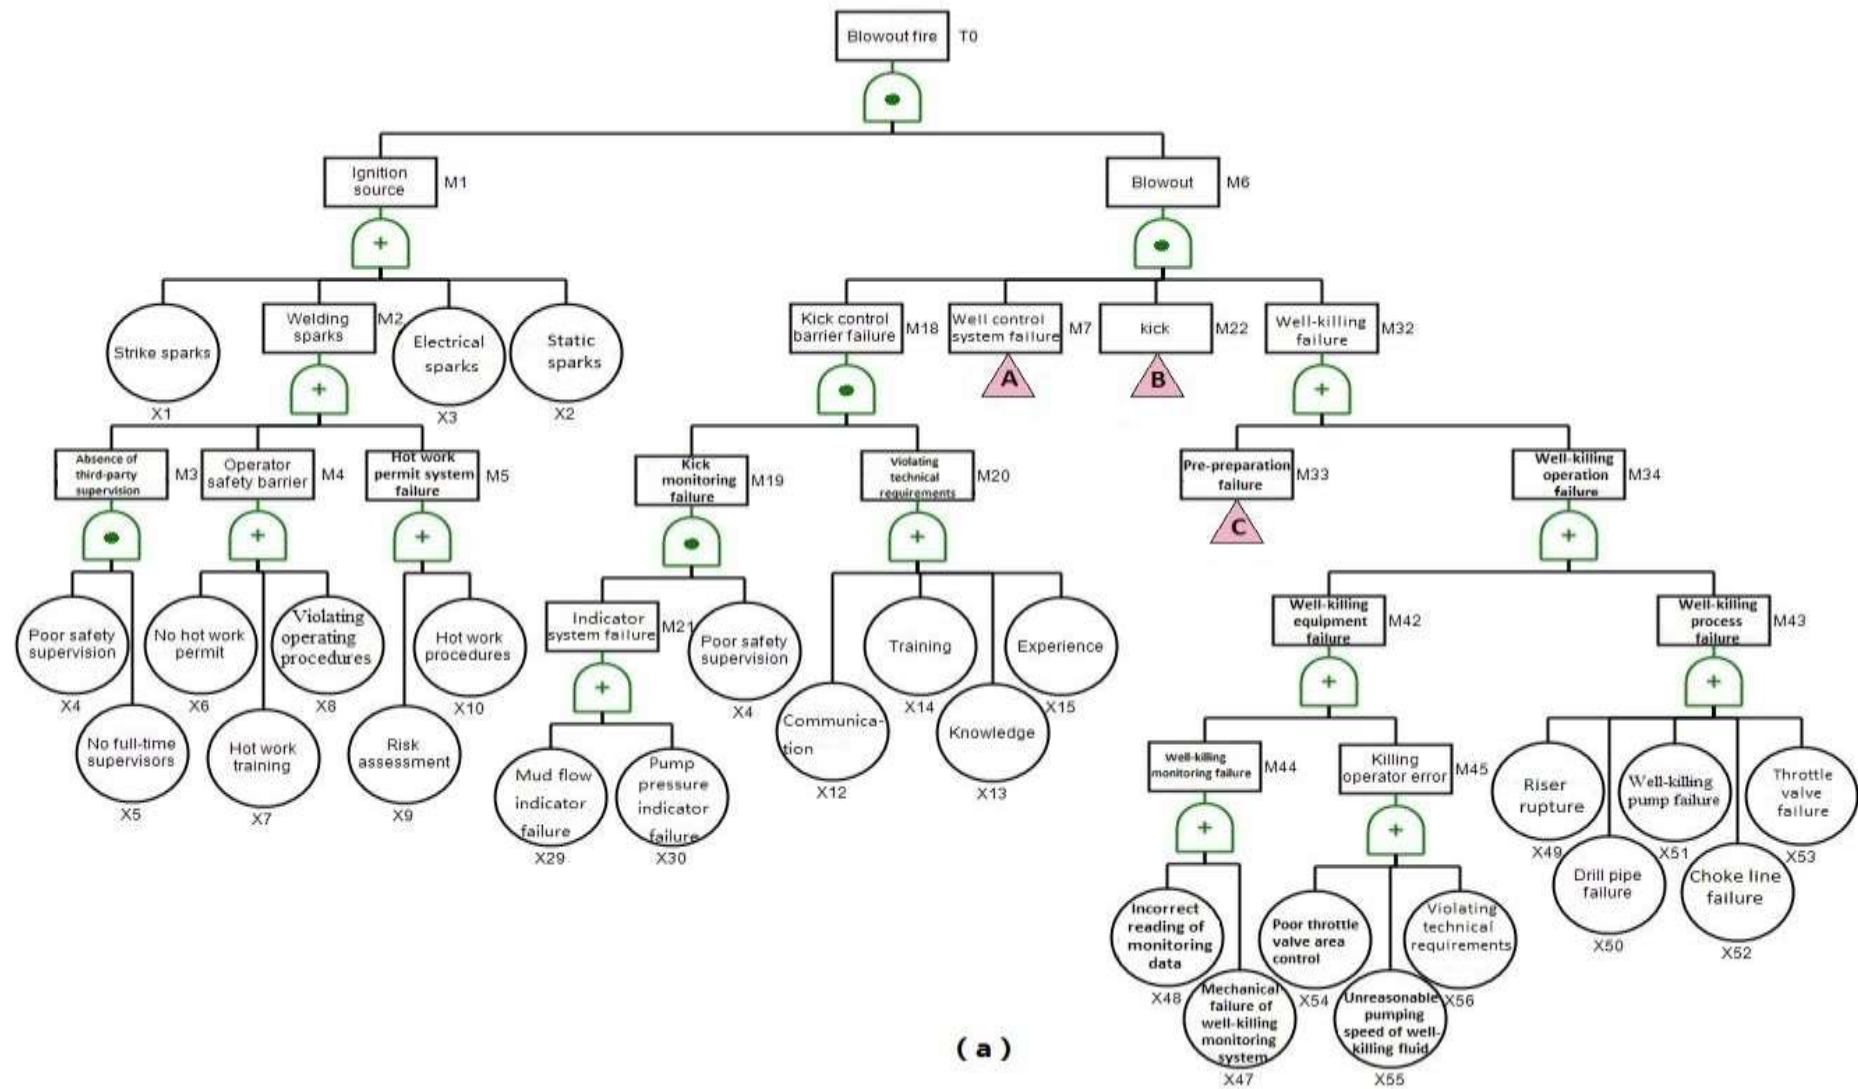 Blowout fire T0
Ignition
source
M1
Blowout M6
Strike sparks
X1
Welding
sparks
M2
Electrical
sparks
X3
Static
sparks
X2
Kick control
barrier failure
M18
Well control
system failure
M7
A
kick M22
B
Well-killing
failure
M32
Absence of
third-party
supervision
M3
Operator
safety barrier
M4
Hot work
permit system
failure
M5
Kick
monitoring
failure
M19
Violating
technical
requirements
M20
Pre-preparation
failure
M33
C
Well-killing
operation
failure
M34
Poor safety
supervision
X4
No full-time
supervisors
X5
No hot work
permit
X6
Hot work
training
X7
Violating
operating
procedures
X8
Risk
assessment
X9
Hot work
procedures
X10
Indicator
system failure
M21
Poor safety
supervision
X4
Mud flow
indicator
failure
X29
Pump
pressure
indicator
failure
X30
Communica-
tion
X12
Training
X14
Knowledge
X13
Experience
X15
Well-killing
equipment
failure
M42
Well-killing
process
failure
M43
Well-killing
monitoring failure
M44
Killing
operator error
M45
Riser
rupture
X49
Drill pipe
failure
X50
Well-killing
pump failure
X51
Choke line
failure
X52
Throttle
valve
failure
X53
Incorrect
reading of
monitoring
data
X48
Mechanical
failure of
well-killing
monitoring
system
X47
Poor throttle
valve area
control
X54
Unreasonable
pumping
speed of well-
killing fluid
X55
Violating
technical
requirements
X56
( a )